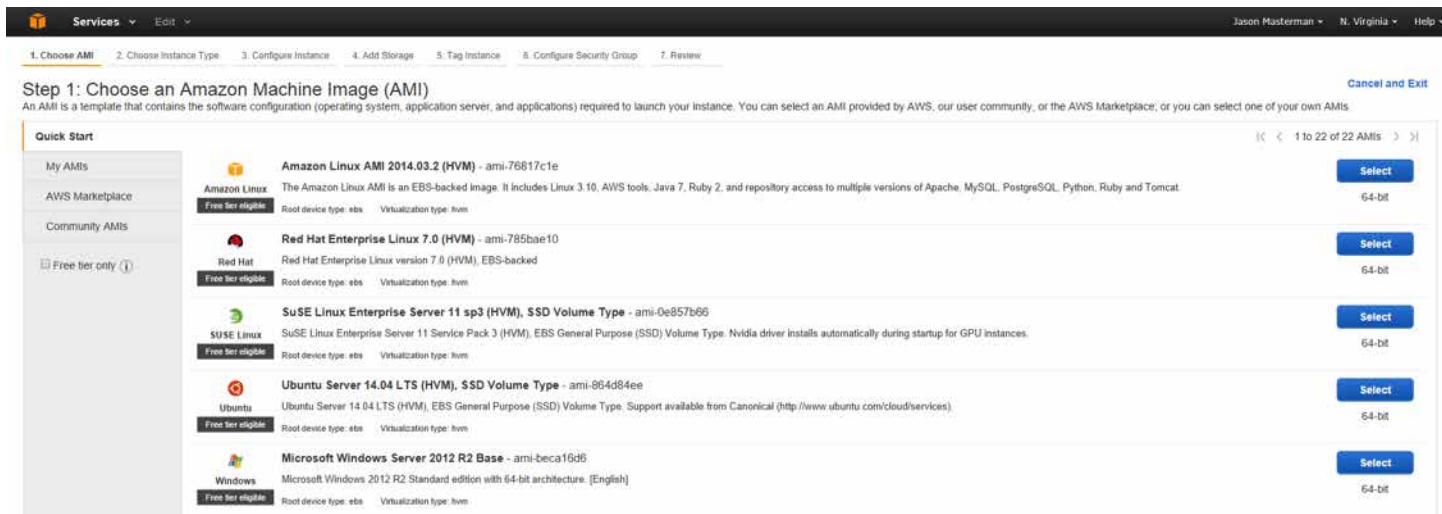 Services Edit Jason Masterman N. Virginia Help
1. Choose AMI 2. Choose Instance Type 3. Configure Instance 4. Add Storage 5. Tag Instance 6. Configure Security Group 7. Review
Step 1: Choose an Amazon Machine Image (AMI) Cancel and Exit
An AMI is a template that contains the software configuration (operating system, application server, and applications) required to launch your instance. You can select an AMI provided by AWS, our user community, or the AWS Marketplace; or you can select one of your own AMIs.
Quick Start 1 to 22 of 22 AMIs
My AMIs
AWS Marketplace
Community AMIs
Free tier only
Amazon Linux
Free tier eligible
Amazon Linux AMI 2014.03.2 (HVM) - ami-76817c1e
The Amazon Linux AMI is an EBS-backed image. It includes Linux 3.10, AWS tools, Java 7, Ruby 2, and repository access to multiple versions of Apache, MySQL, PostgreSQL, Python, Ruby and Tomcat.
Root device type: ebs Virtualization type: hvm
Select
64-bit
Red Hat
Free tier eligible
Red Hat Enterprise Linux 7.0 (HVM) - ami-785bae10
Red Hat Enterprise Linux version 7.0 (HVM), EBS-backed
Root device type: ebs Virtualization type: hvm
Select
64-bit
SUSE Linux
Free tier eligible
SuSE Linux Enterprise Server 11 sp3 (HVM), SSD Volume Type - ami-0e857b66
SuSE Linux Enterprise Server 11 Service Pack 3 (HVM), EBS General Purpose (SSD) Volume Type. Nvidia driver installs automatically during startup for GPU instances.
Root device type: ebs Virtualization type: hvm
Select
64-bit
Ubuntu
Free tier eligible
Ubuntu Server 14.04 LTS (HVM), SSD Volume Type - ami-864d84ee
Ubuntu Server 14.04 LTS (HVM), EBS General Purpose (SSD) Volume Type. Support available from Canonical (http://www.ubuntu.com/cloud/services).
Root device type: ebs Virtualization type: hvm
Select
64-bit
Windows
Free tier eligible
Microsoft Windows Server 2012 R2 Base - ami-beca16d6
Microsoft Windows 2012 R2 Standard edition with 64-bit architecture. [English]
Root device type: ebs Virtualization type: hvm
Select
64-bit